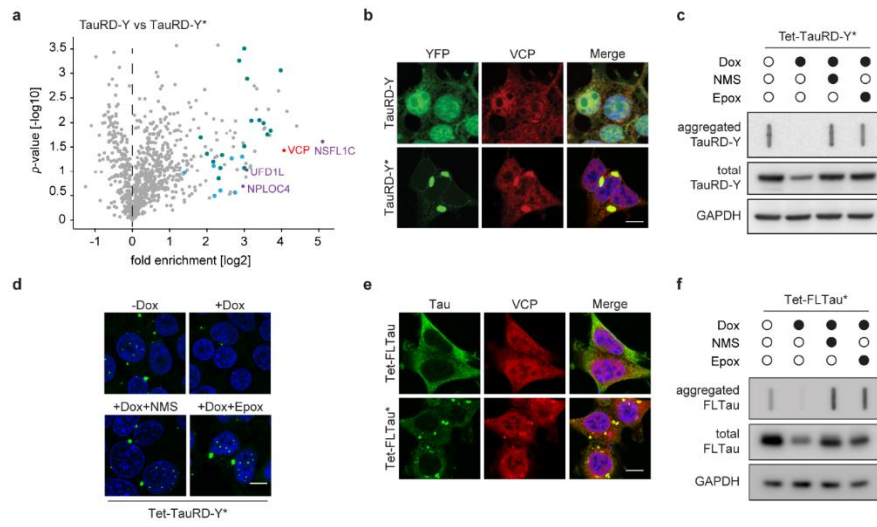 a
TauRD-Y vs TauRD-Y*
p-value [-log10]
3.5
3
2.5
2
1.5
1
0.5
0
VCP
NSFL1C
UFD1L
NPLOC4
-1 0 1 2 3 4 5
fold enrichment [log2]
b
YFP VCP Merge
TauRD-Y
TauRD-Y*
c
Tet-TauRD-Y*
Dox
NMS
Epox
aggregated
TauRD-Y
total
TauRD-Y
GAPDH
d
-Dox +Dox
+Dox+NMS +Dox+Epox
Tet-TauRD-Y*
e
Tau VCP Merge
Tet-FLTau
Tet-FLTau*
f
Tet-FLTau*
Dox
NMS
Epox
aggregated
FLTau
total
FLTau
GAPDH